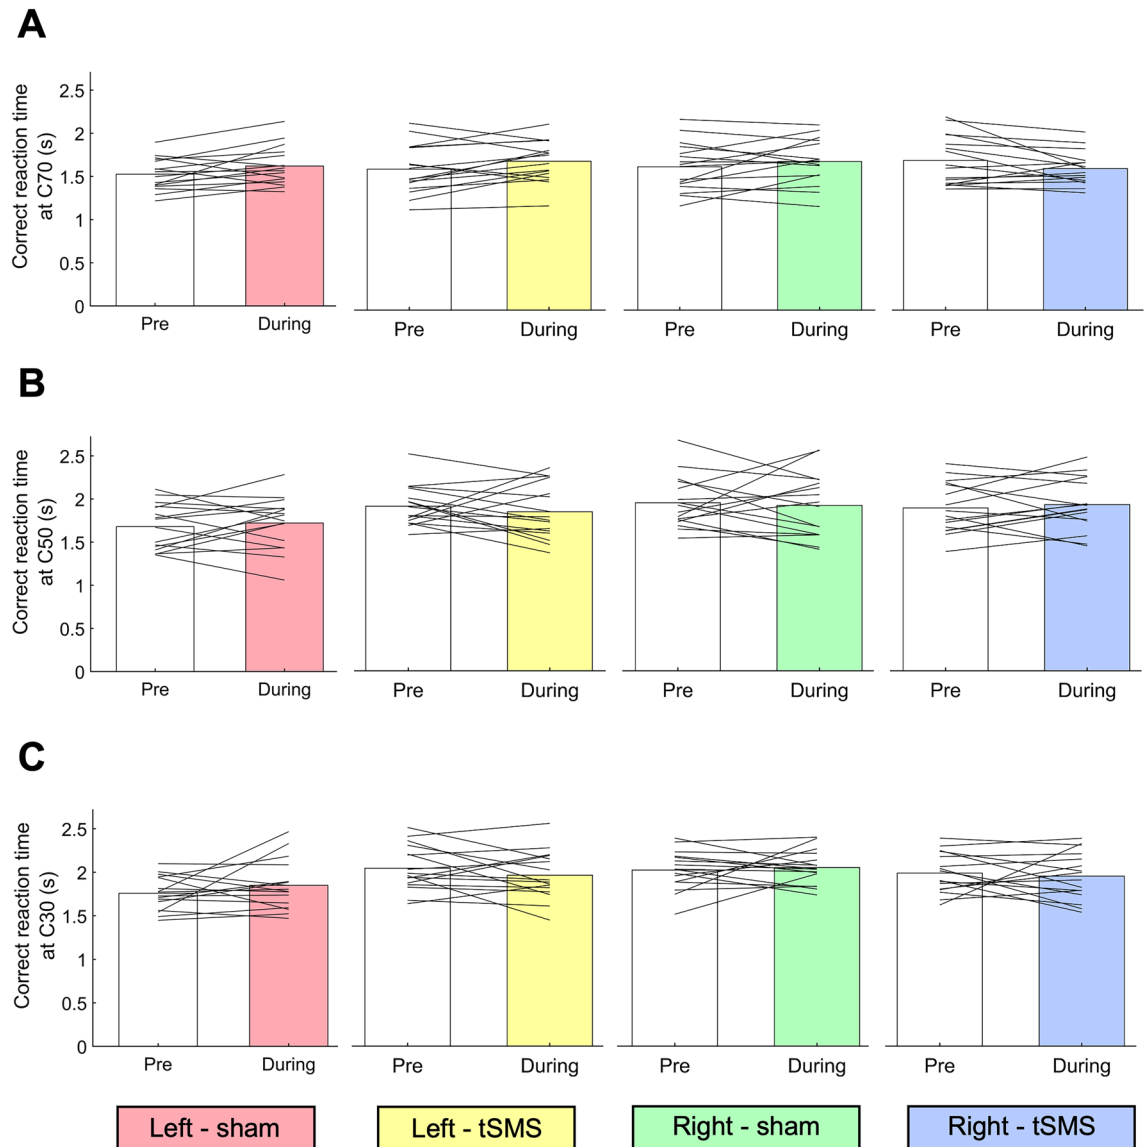 A
Correct reaction time
at C70 (s)
2.5
2
1.5
1
0.5
0
Pre During Pre During Pre During Pre During
B
Correct reaction time
at C50 (s)
2.5
2
1.5
1
0.5
0
Pre During Pre During Pre During Pre During
C
Correct reaction time
at C30 (s)
2.5
2
1.5
1
0.5
0
Pre During Pre During Pre During Pre During
Left - sham Left - tSMS Right - sham Right - tSMS